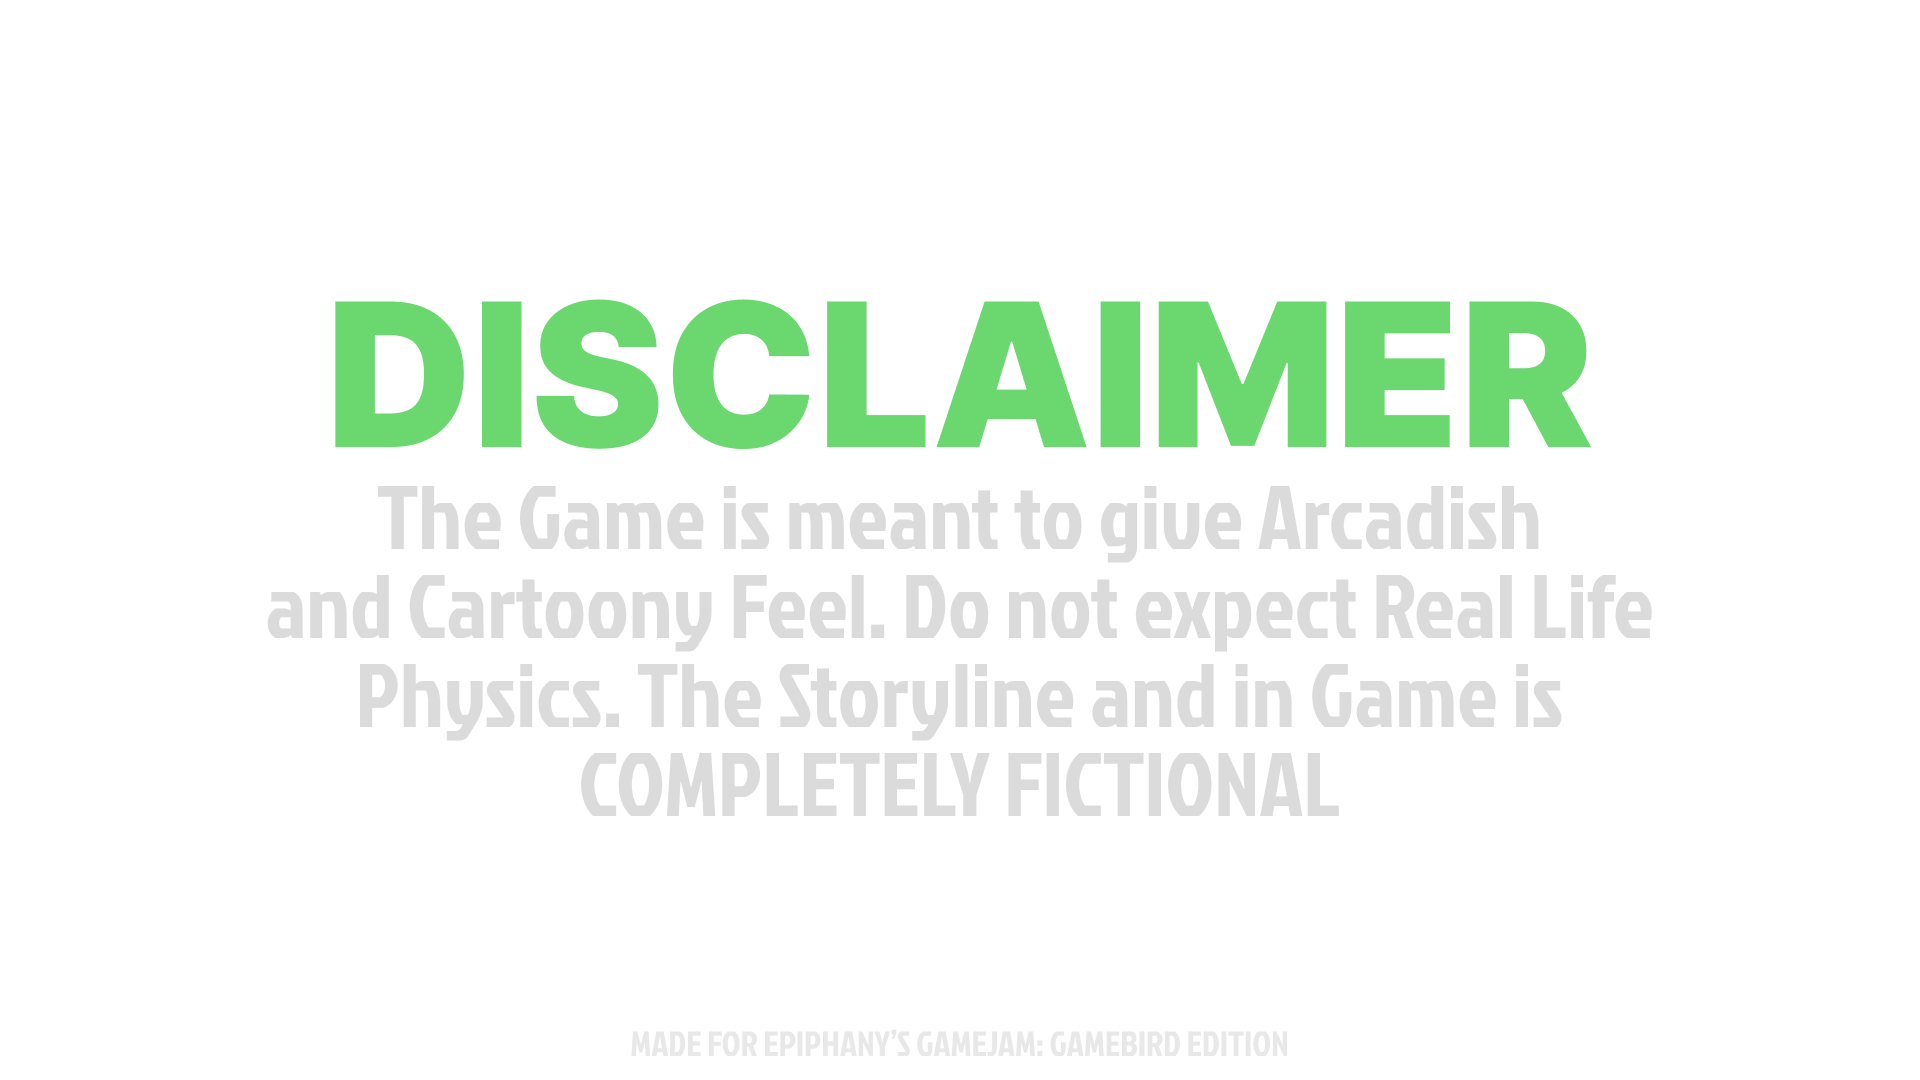 DISCLAIMER
The Game is meant to give Arcadish
and Cartoony Feel. Do not expect Real Life
Physics. The Storyline and in Game is
COMPLETELY FICTIONAL
MADE FOR EPIPHANY'S GAMEJAM: GAMEBIRD EDITION